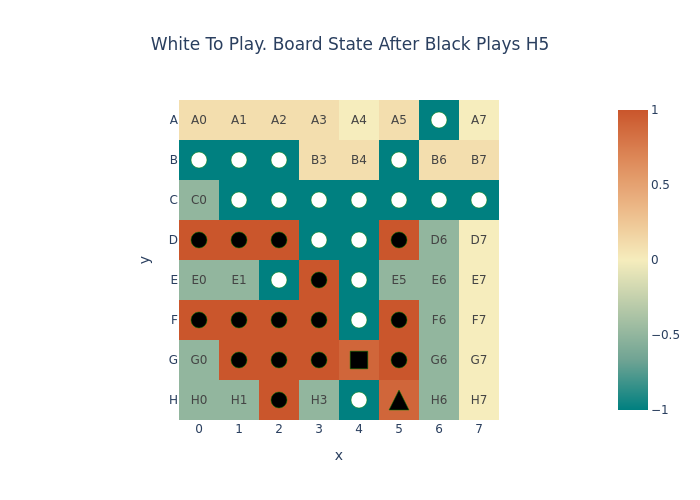 White To Play. Board State After Black Plays H5
A A0 A1 A2 A3 A4 A5 A7
B B3 B4 B6 B7
C C0
D D6 D7
E E0 E1 E5 E6 E7
F F6 F7
G G0 G6 G7
H H0 H1 H3 H6 H7
0 1 2 3 4 5 6 7
x
y
1
0.5
0
−0.5
−1